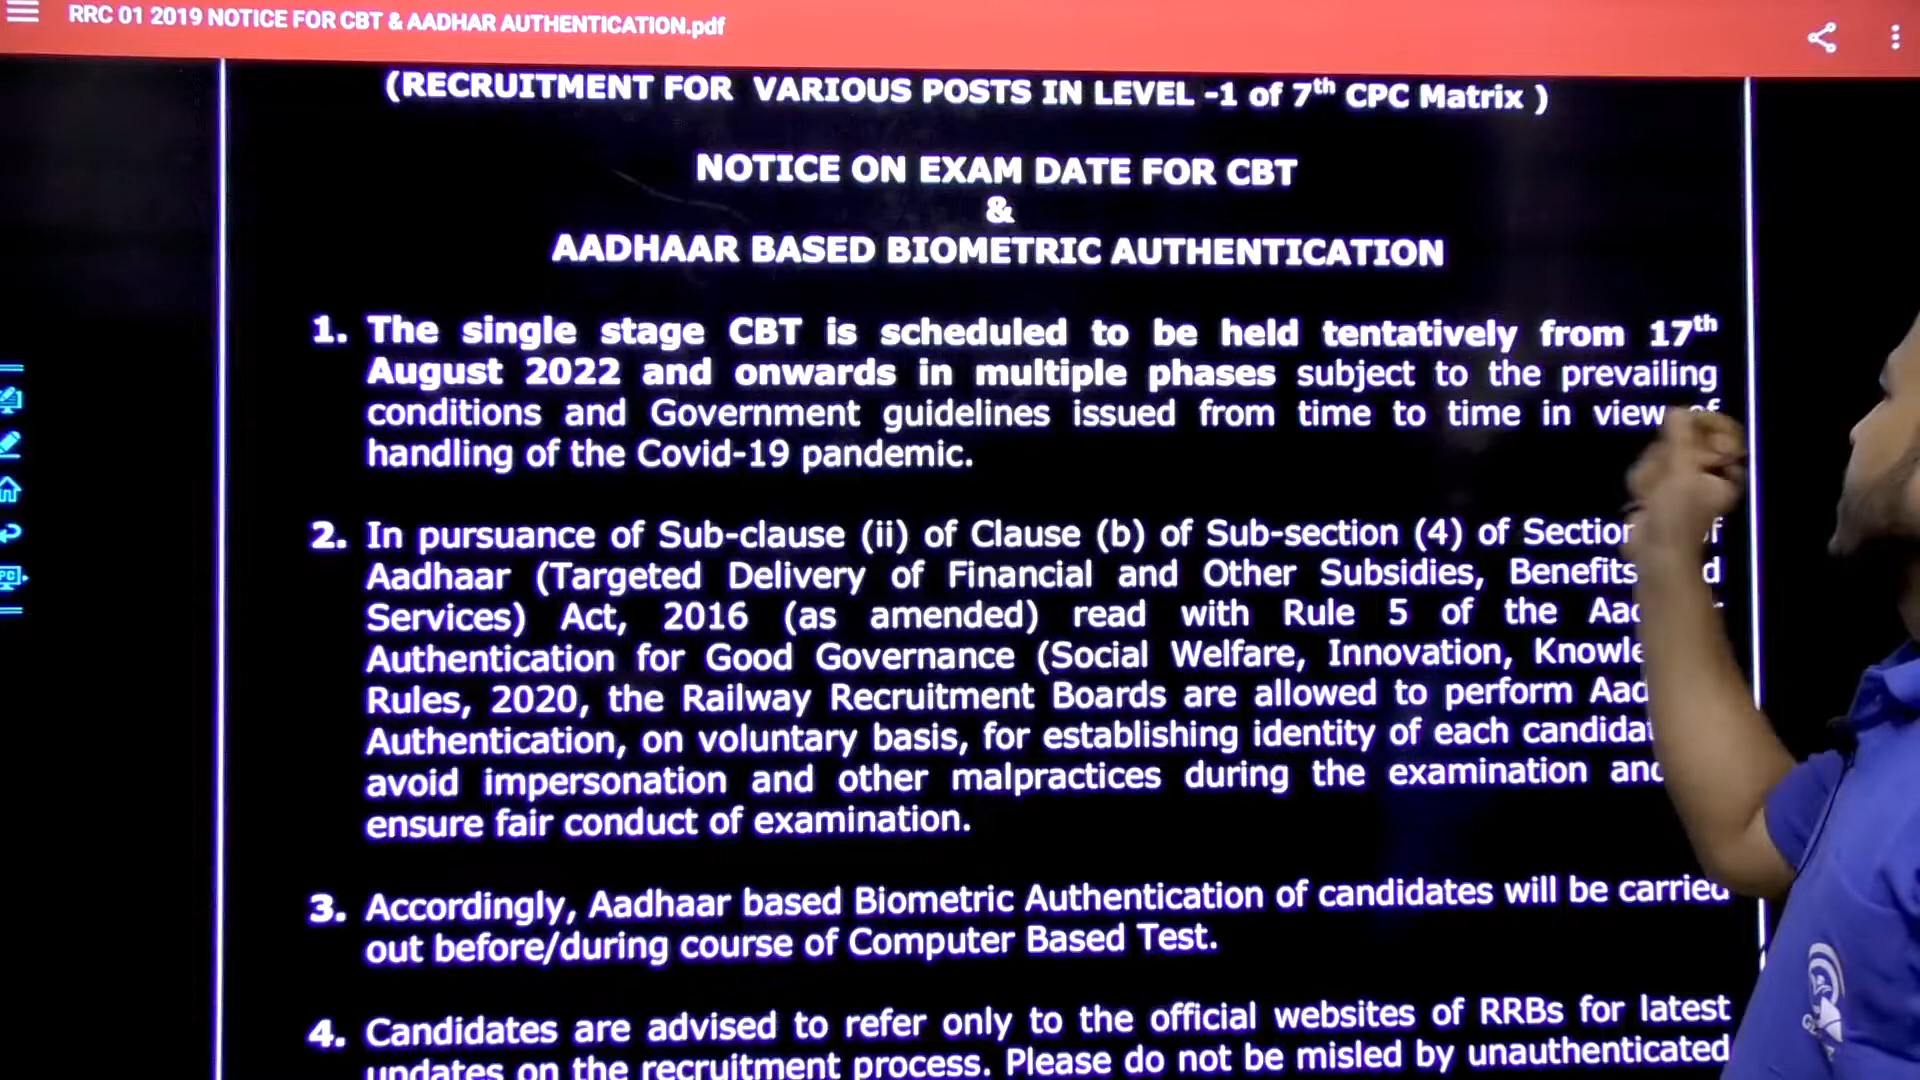 RRC 01 2019 NOTICE FOR CBT & AADHAR AUTHENTICATION.pdf
(RECRUITMENT FOR VARIOUS POSTS IN LEVEL -1 of 7th CPC Matrix )
NOTICE ON EXAM DATE FOR CBT
&
AADHAAR BASED BIOMETRIC AUTHENTICATION
1. The single stage CBT is scheduled to be held tentatively from 17th
August 2022 and onwards in multiple phases subject to the prevailing
conditions and Government guidelines issued from time to time in view of
handling of the Covid-19 pandemic.
2. In pursuance of Sub-clause (ii) of Clause (b) of Sub-section (4) of Section
Aadhaar (Targeted Delivery of Financial and Other Subsidies, Benefits
Services) Act, 2016 (as amended) read with Rule 5 of the
Authentication for Good Governance (Social Welfare, Innovation,
Rules, 2020, the Railway Recruitment Boards are allowed to perform
Authentication, on voluntary basis, for establishing identity of each
avoid impersonation and other malpractices during the examination and
ensure fair conduct of examination.
3. Accordingly, Aadhaar based Biometric Authentication of candidates will be carried
out before/during course of Computer Based Test.
4. Candidates are advised to refer only to the official websites of RRBs for latest
updates on the recruitment process. Please do not be misled by unauthenticated